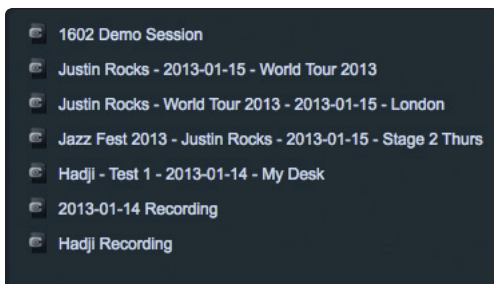 1602 Demo Session
Justin Rocks - 2013-01-15 - World Tour 2013
Justin Rocks - World Tour 2013 - 2013-01-15 - London
Jazz Fest 2013 - Justin Rocks - 2013-01-15 - Stage 2 Thurs
Hadji - Test 1 - 2013-01-14 - My Desk
2013-01-14 Recording
Hadji Recording